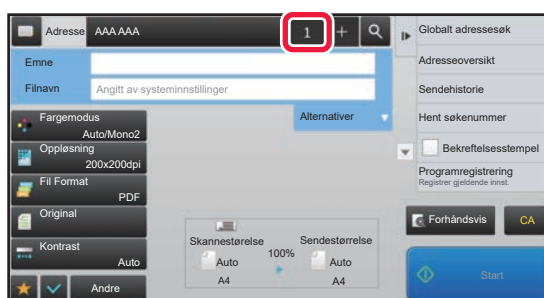 Adresse AAA AAA 1 +
Emne
Filnavn Angitt av systeminnstillinger
Alternativer
Fargemodus
Auto/Mono2
Oppløsning
200x200dpi
Fil Format
PDF
Original
Kontrast
Auto
Andre
Skannestørelse
Auto
A4
100%
Sendestørrelse
Auto
A4
Globalt adressesøk
Adresseoversikt
Sendehistorie
Hent søkenummer
Bekreftelsesstempel
Programregistrering
Registrer gjeldende innst.
Forhåndsvis
CA
Start